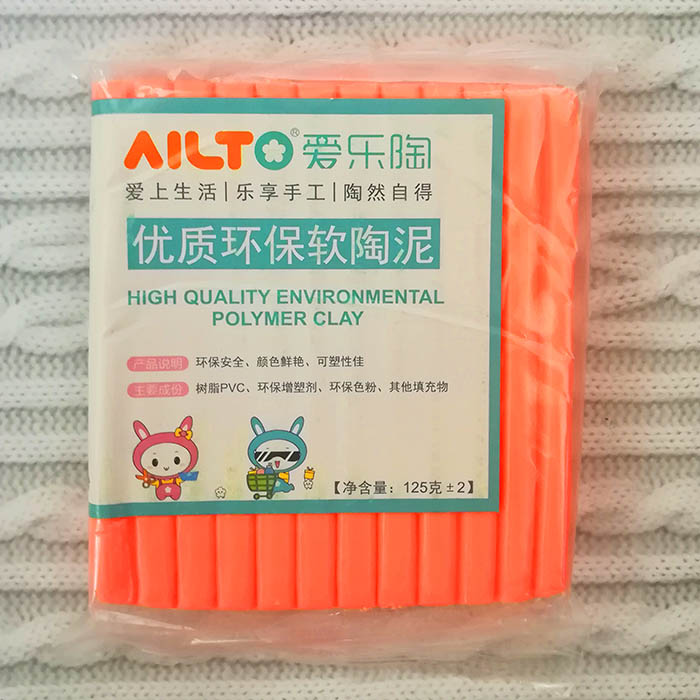 AILTO®爱乐陶
爱上生活|乐享手工|陶然自得
优质环保软陶泥
HIGH QUALITY ENVIRONMENTAL
POLYMER CLAY
产品说明 环保安全、颜色鲜艳、可塑性佳
主要成份 树脂PVC、环保增塑剂、环保色粉、其他填充物
【净含量：125克±2】